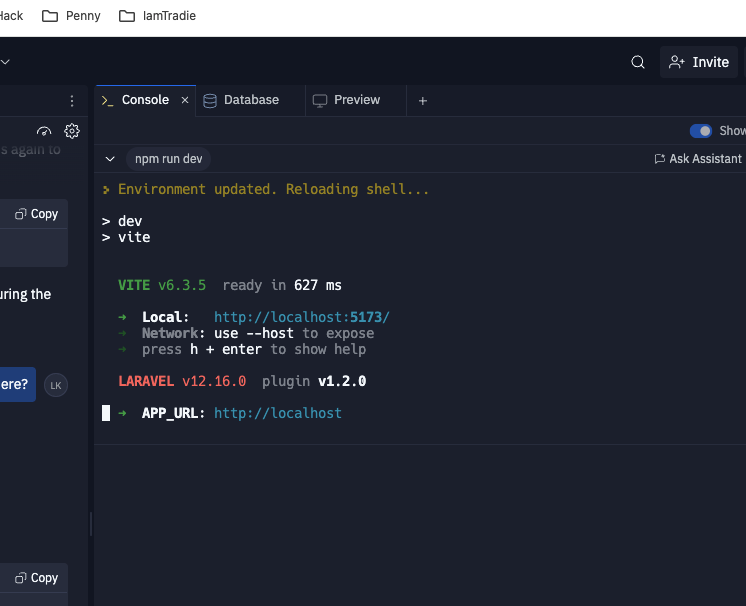 Hack Penny IamTradie
Invite
Console × Database Preview +
s again to
Show
npm run dev Ask Assistant
Environment updated. Reloading shell...
Copy
> dev
> vite
VITE v6.3.5 ready in 627 ms
uring the
➜ Local: http://localhost:5173/
➜ Network: use --host to expose
➜ press h + enter to show help
LARAVEL v12.16.0 plugin v1.2.0
ere? LK
➜ APP_URL: http://localhost
Copy